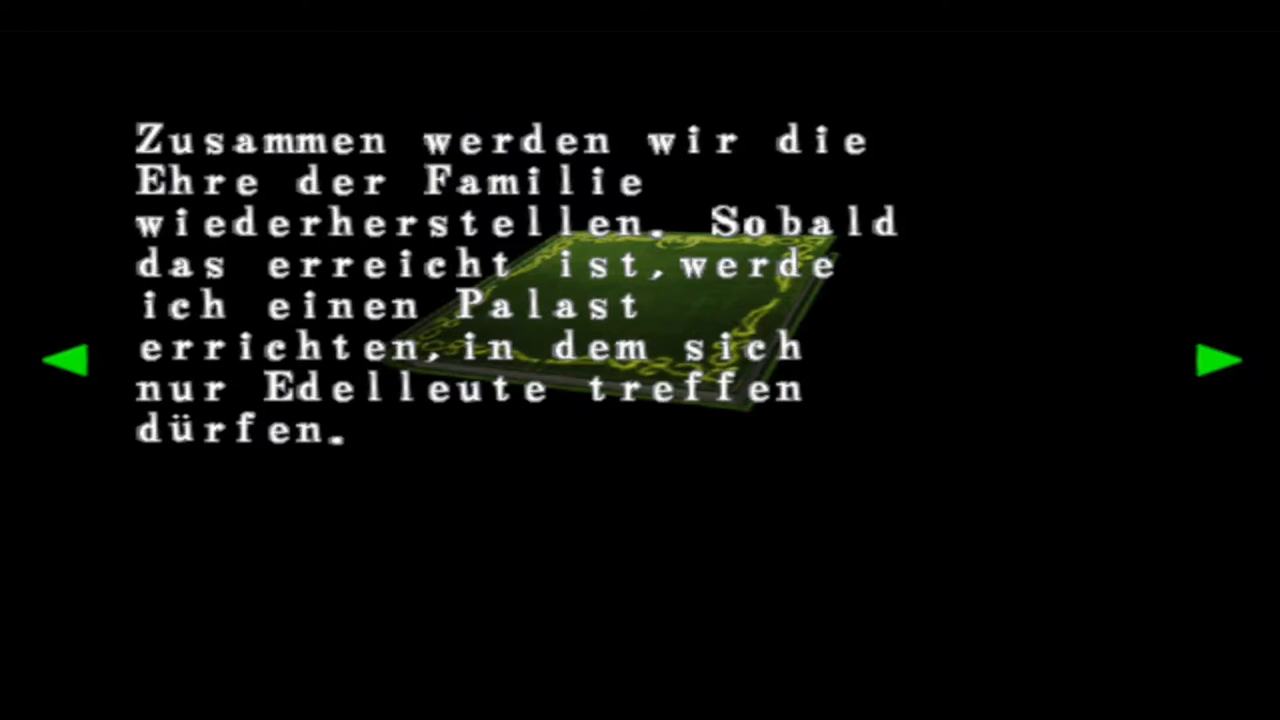 Zusammen werden wir die
Ehre der Familie
wiederherstellen. Sobald
das erreicht ist,werde
ich einen Palast
errichten,in dem sich
nur Edelleute treffen
dürfen.